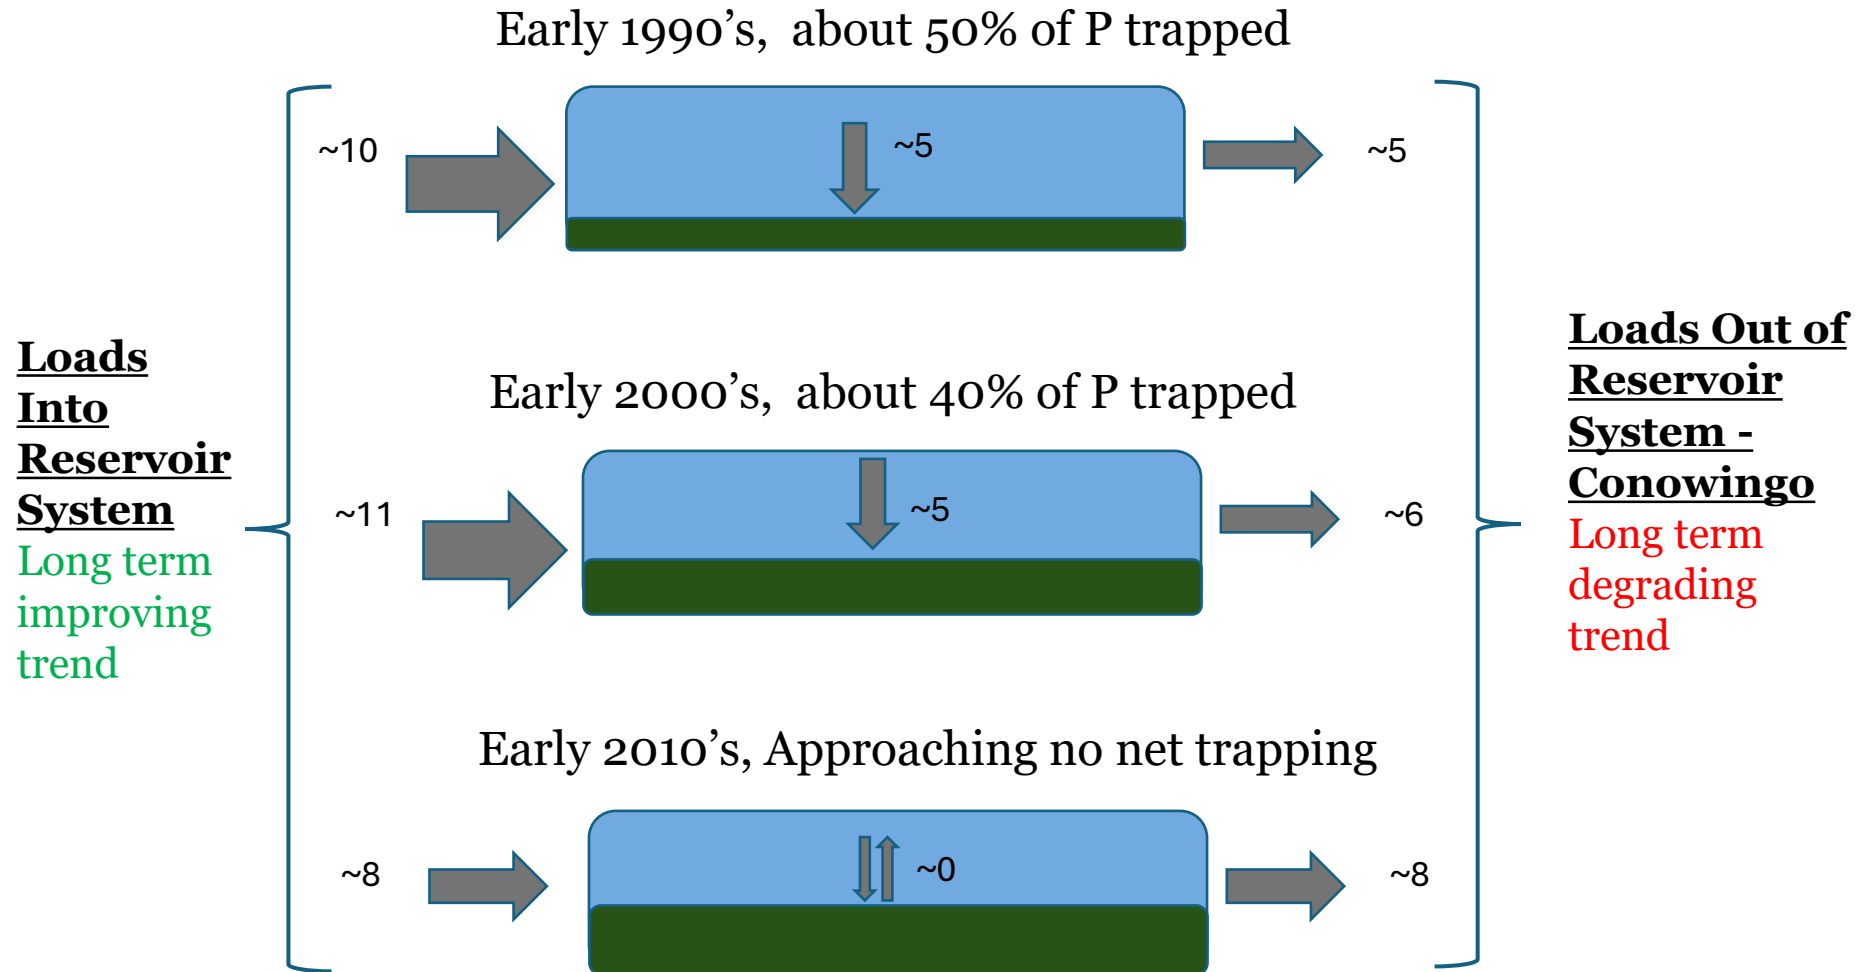 Early 1990’s,  about 50% of P trapped
~10
~5
~5
Early 2000’s,  about 40% of P trapped
~11
~5
~6
Early 2010’s, Approaching no net trapping
~8
~0
~8
Loads
Into
Reservoir
System
Long term
improving
trend
Loads Out of
Reservoir
System -
Conowingo
Long term
degrading
trend